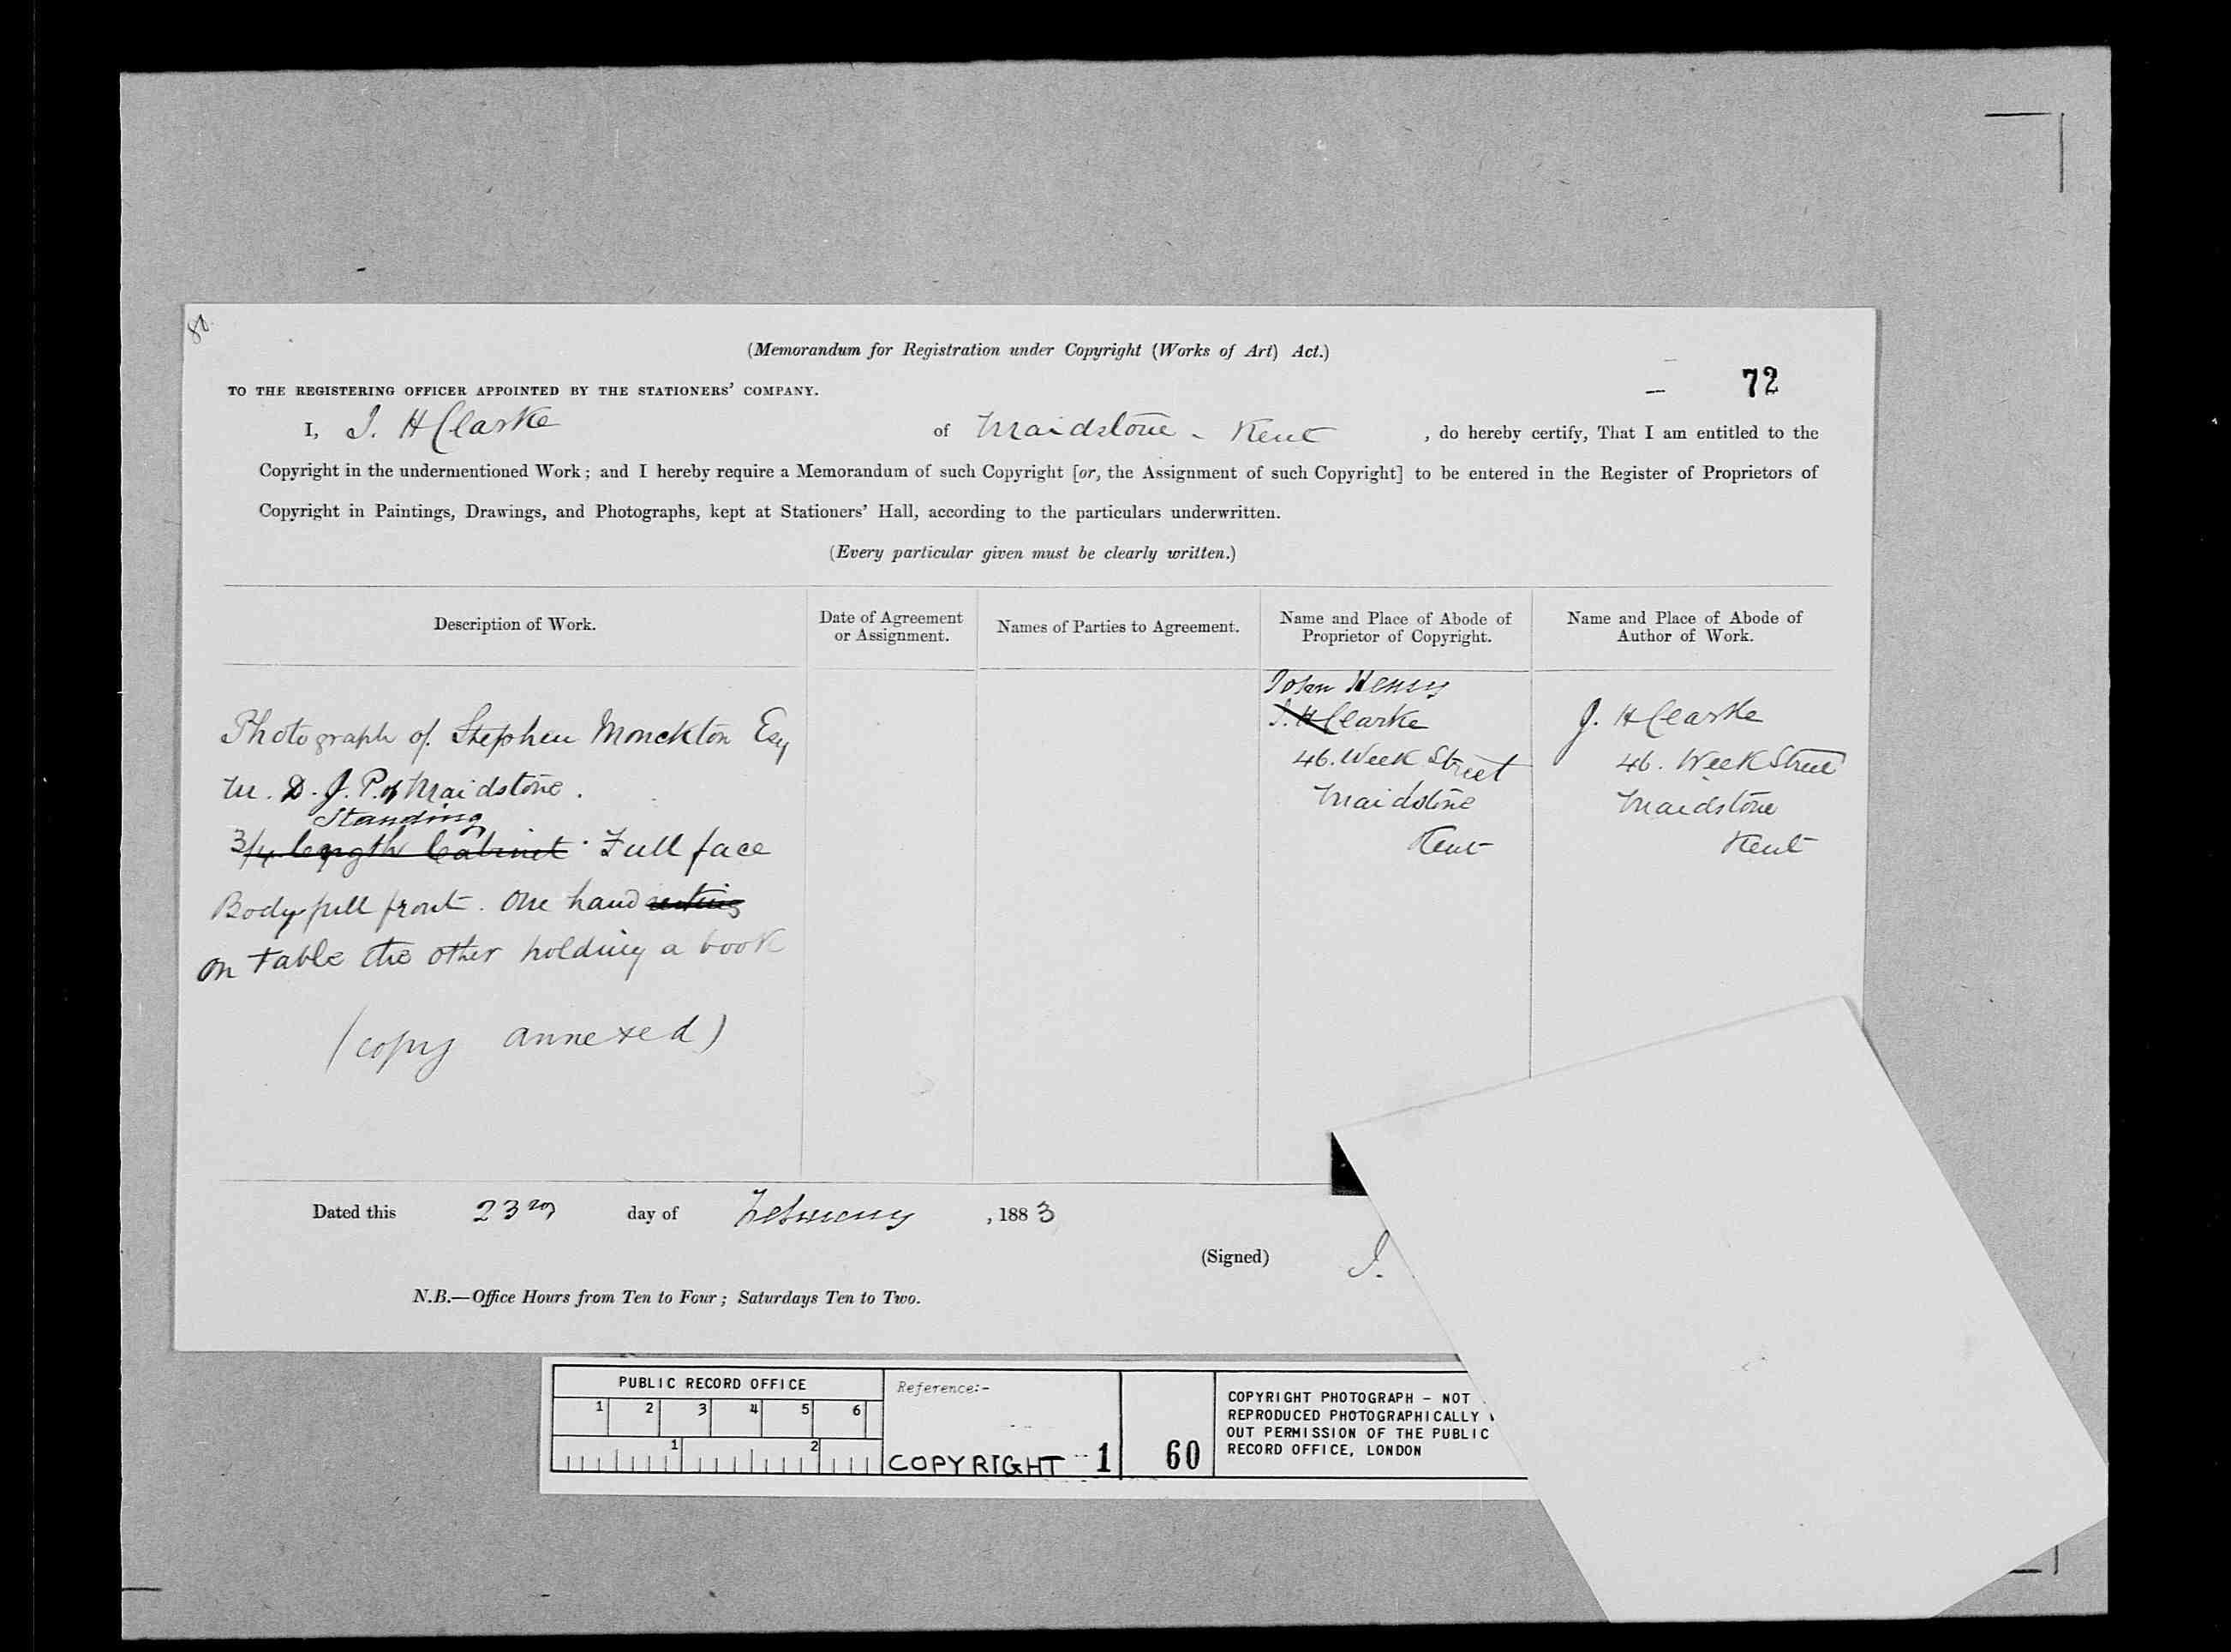 (Memorandum for Registration under Copyright (Works of Art) Act.)
72
TO THE REGISTERING OFFICER APPOINTED BY THE STATIONERS' COMPANY.
I, J. H Clarke of Maidstone - Kent , do hereby certify, That I am entitled to the
Copyright in the undermentioned Work; and I hereby require a Memorandum of such Copyright [or, the Assignment of such Copyright] to be entered in the Register of Proprietors of
Copyright in Paintings, Drawings, and Photographs, kept at Stationers' Hall, according to the particulars underwritten.
(Every particular given must be clearly written.)
Description of Work.
Date of Agreement
or Assignment.
Names of Parties to Agreement.
Name and Place of Abode of
Proprietor of Copyright.
Name and Place of Abode of
Author of Work.
Photograph of Stephen Monckton Esq
M. D. J. P. of Maidstone.
Standing
3/4 length Cabinet. Full face
Body full front. One hand resting
on table the other holding a book
(copy annexed)
John Henry
J. H Clarke
46. Week Street
Maidstone
Kent
J. H Clarke
46. Week Street
Maidstone
Kent
Dated this 23rd day of February , 1883
(Signed) J.
N.B.—Office Hours from Ten to Four; Saturdays Ten to Two.
PUBLIC RECORD OFFICE
1 2 3 4 5 6
1 2
Reference:-
COPYRIGHT 1
60
COPYRIGHT PHOTOGRAPH - NOT
REPRODUCED PHOTOGRAPHICALLY
OUT PERMISSION OF THE PUBLIC
RECORD OFFICE, LONDON